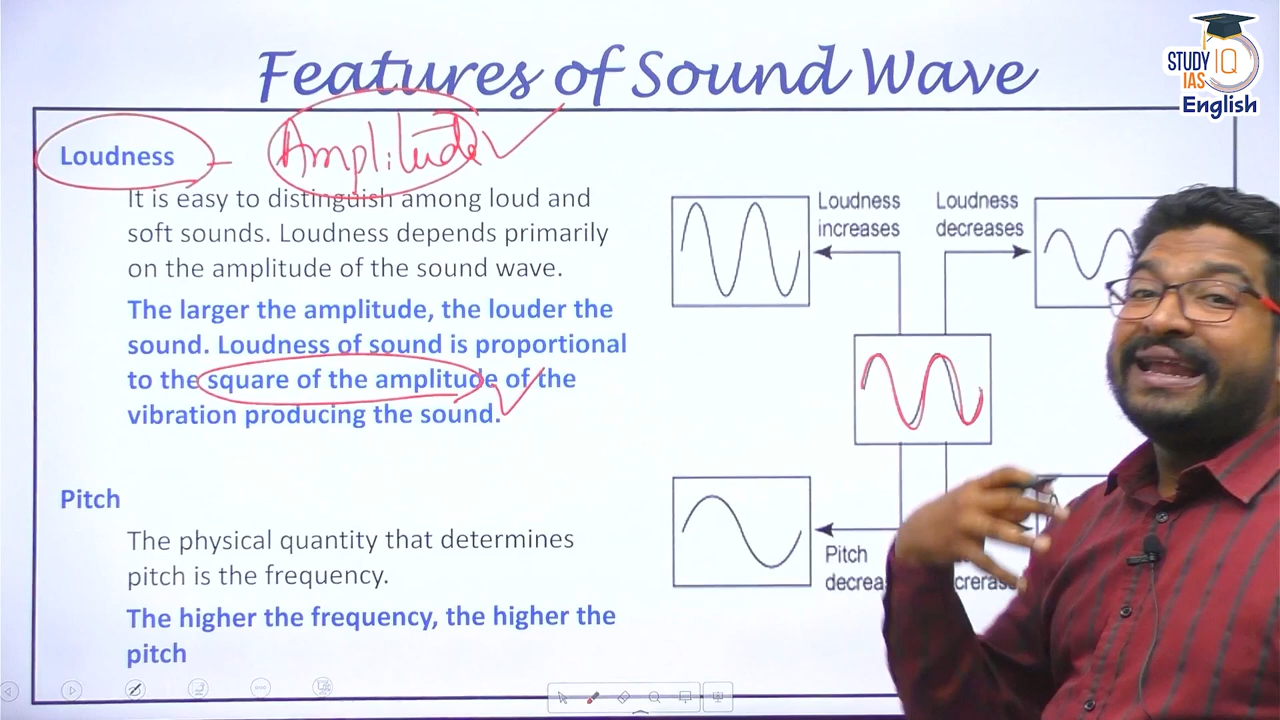 Features of Sound Wave
STUDY IQ
IAS
English
Loudness - Amplitude
It is easy to distinguish among loud and
soft sounds. Loudness depends primarily
on the amplitude of the sound wave.
The larger the amplitude, the louder the
sound. Loudness of sound is proportional
to the square of the amplitude of the
vibration producing the sound.
Pitch
The physical quantity that determines
pitch is the frequency.
The higher the frequency, the higher the
pitch
Loudness
increases
Loudness
decreases
Pitch